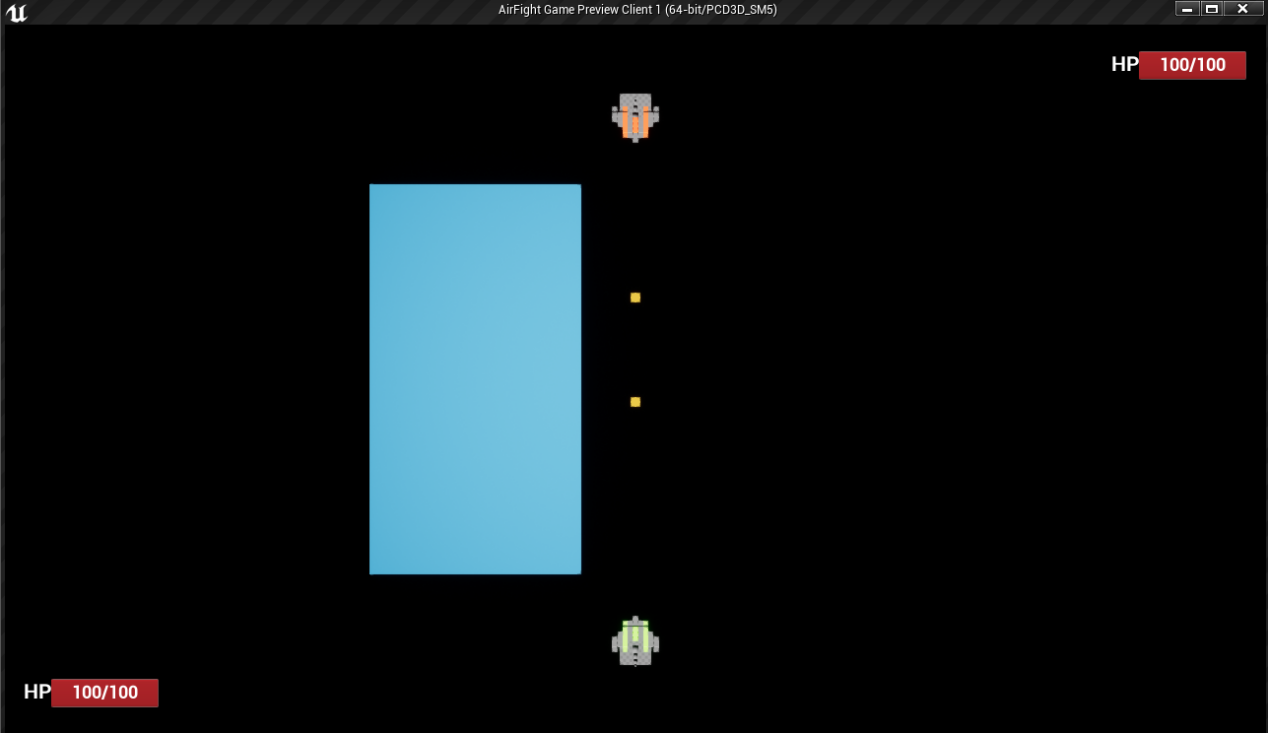 AirFight Game Preview Client 1 (64-bit/PCD3D_SM5)
HP 100/100
HP 100/100